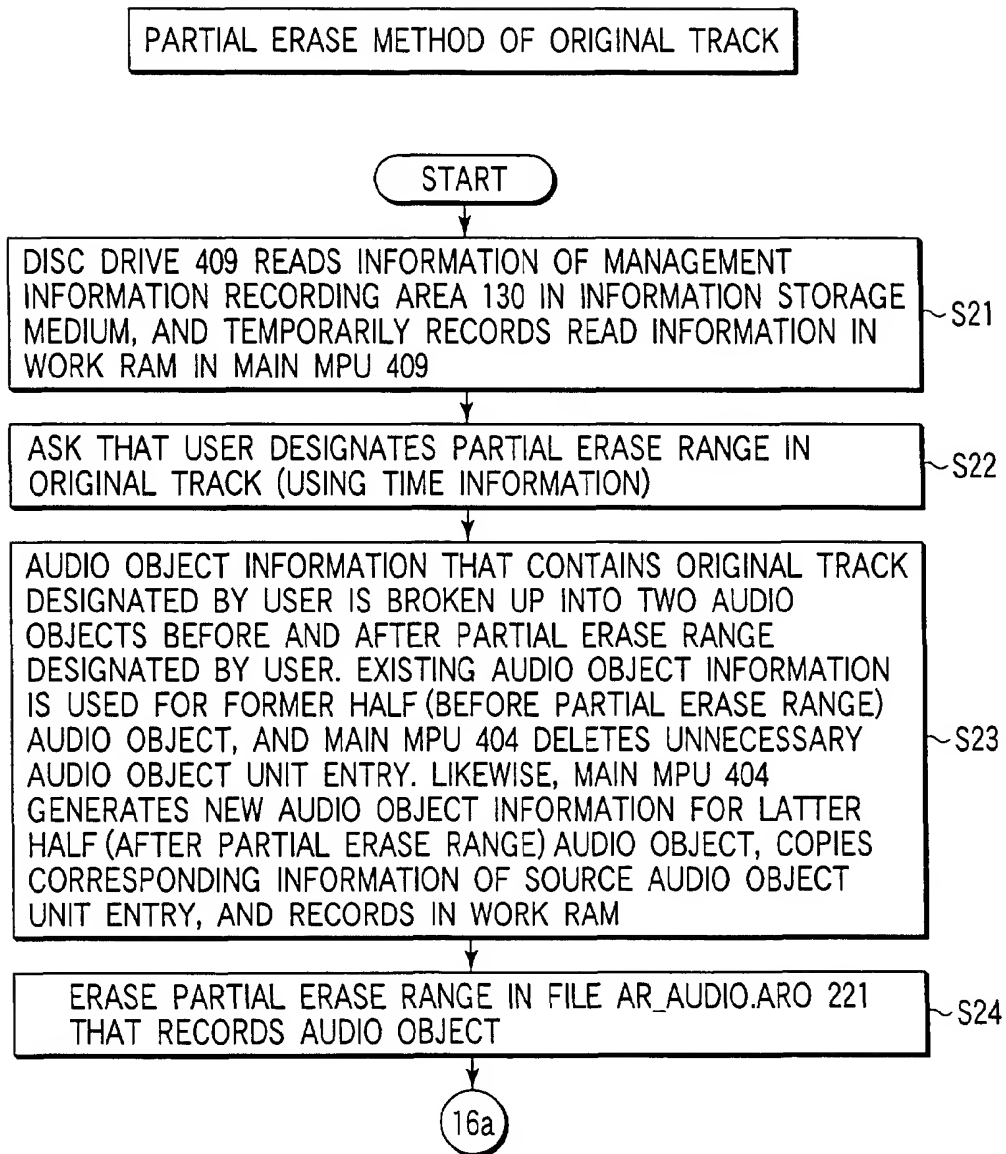 PARTIAL ERASE METHOD OF ORIGINAL TRACK
START
DISC DRIVE 409 READS INFORMATION OF MANAGEMENT
INFORMATION RECORDING AREA 130 IN INFORMATION STORAGE
MEDIUM, AND TEMPORARILY RECORDS READ INFORMATION IN
WORK RAM IN MAIN MPU 409
S21
ASK THAT USER DESIGNATES PARTIAL ERASE RANGE IN
ORIGINAL TRACK (USING TIME INFORMATION)
S22
AUDIO OBJECT INFORMATION THAT CONTAINS ORIGINAL TRACK
DESIGNATED BY USER IS BROKEN UP INTO TWO AUDIO
OBJECTS BEFORE AND AFTER PARTIAL ERASE RANGE
DESIGNATED BY USER. EXISTING AUDIO OBJECT INFORMATION
IS USED FOR FORMER HALF (BEFORE PARTIAL ERASE RANGE)
AUDIO OBJECT, AND MAIN MPU 404 DELETES UNNECESSARY
AUDIO OBJECT UNIT ENTRY. LIKEWISE, MAIN MPU 404
GENERATES NEW AUDIO OBJECT INFORMATION FOR LATTER
HALF (AFTER PARTIAL ERASE RANGE) AUDIO OBJECT, COPIES
CORRESPONDING INFORMATION OF SOURCE AUDIO OBJECT
UNIT ENTRY, AND RECORDS IN WORK RAM
S23
ERASE PARTIAL ERASE RANGE IN FILE AR_AUDIO.ARO 221
THAT RECORDS AUDIO OBJECT
S24
16a